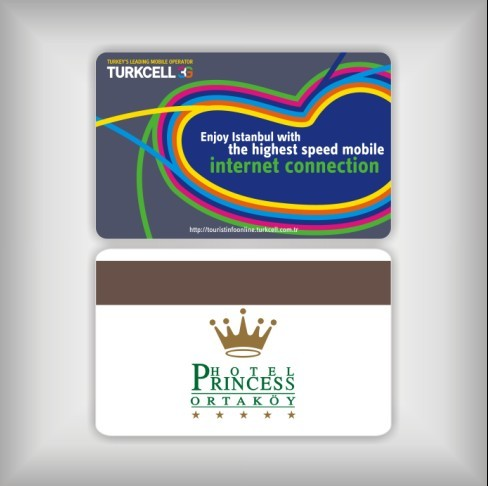 TURKEY'S LEADING MOBILE OPERATOR
TURKCELL 3G
Enjoy Istanbul with
the highest speed mobile
internet connection
http://touristinfoonline.turkcell.com.tr
HOTEL
PRINCESS
ORTAKÖY